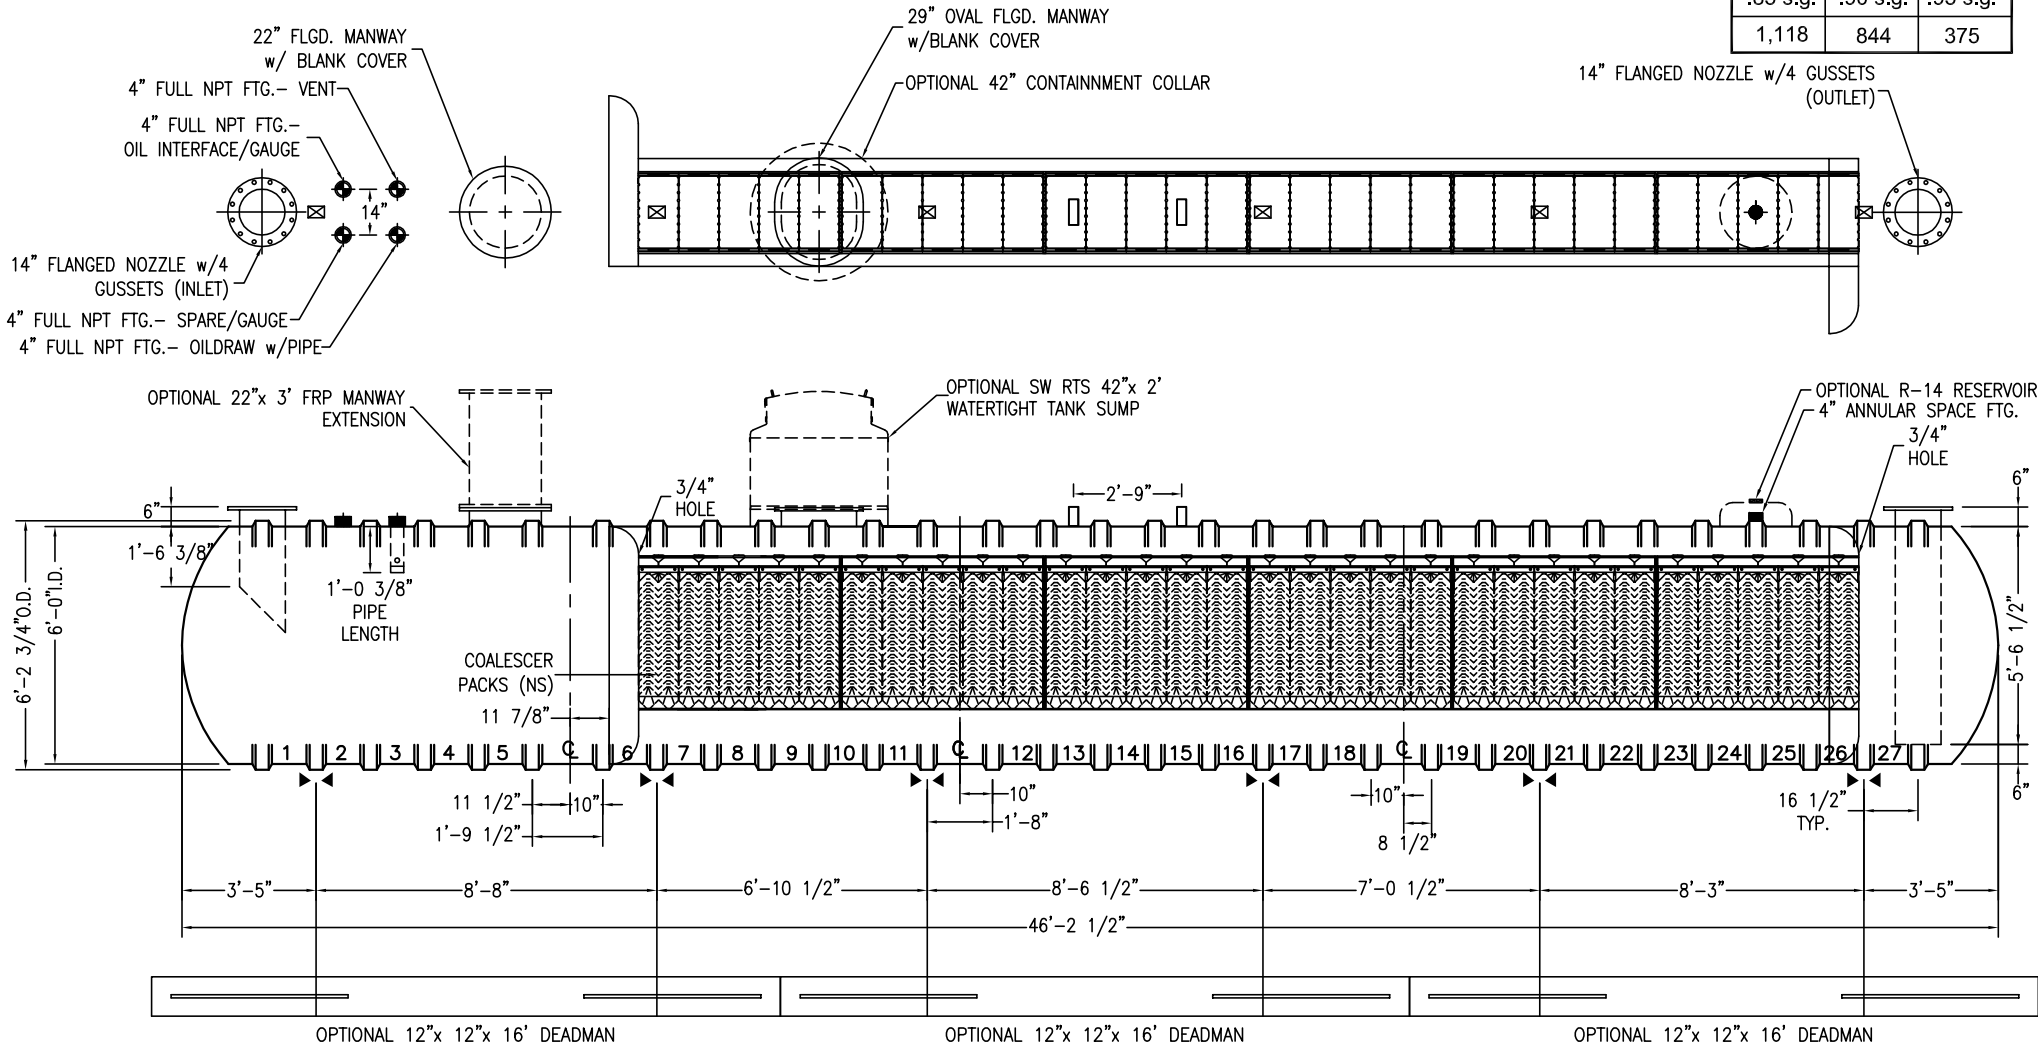 .85 s.g. .90 s.g. .95 s.g.
1,118 844 375
29” OVAL FLGD. MANWAY
w/BLANK COVER
22” FLGD. MANWAY
w/ BLANK COVER
OPTIONAL 42” CONTAINNMENT COLLAR
14” FLANGED NOZZLE w/4 GUSSETS
(OUTLET)
4” FULL NPT FTG.– VENT
4” FULL NPT FTG.–
OIL INTERFACE/GAUGE
14”
14” FLANGED NOZZLE w/4
GUSSETS (INLET)
4” FULL NPT FTG.– SPARE/GAUGE
4” FULL NPT FTG.– OILDRAW w/PIPE
OPTIONAL 22”x 3’ FRP MANWAY
EXTENSION
OPTIONAL SW RTS 42”x 2’
WATERTIGHT TANK SUMP
OPTIONAL R–14 RESERVOIR
4” ANNULAR SPACE FTG.
3/4”
HOLE
3/4”
HOLE
2’–9”
6”
6”
1’–6 3/8”
1’–0 3/8”
PIPE
LENGTH
6’–2 3/4”O.D.
6’–0”I.D.
5’–6 1/2”
COALESCER
PACKS (NS)
11 7/8”
1 2 3 4 5 ℄ 6 7 8 9 10 11 ℄ 12 13 14 15 16 17 18 ℄ 19 20 21 22 23 24 25 26 27
6”
11 1/2” 10”
1’–9 1/2”
10”
1’–8”
10”
8 1/2”
16 1/2”
TYP.
3’–5” 8’–8” 6’–10 1/2” 8’–6 1/2” 7’–0 1/2” 8’–3” 3’–5”
46’–2 1/2”
OPTIONAL 12”x 12”x 16’ DEADMAN OPTIONAL 12”x 12”x 16’ DEADMAN OPTIONAL 12”x 12”x 16’ DEADMAN